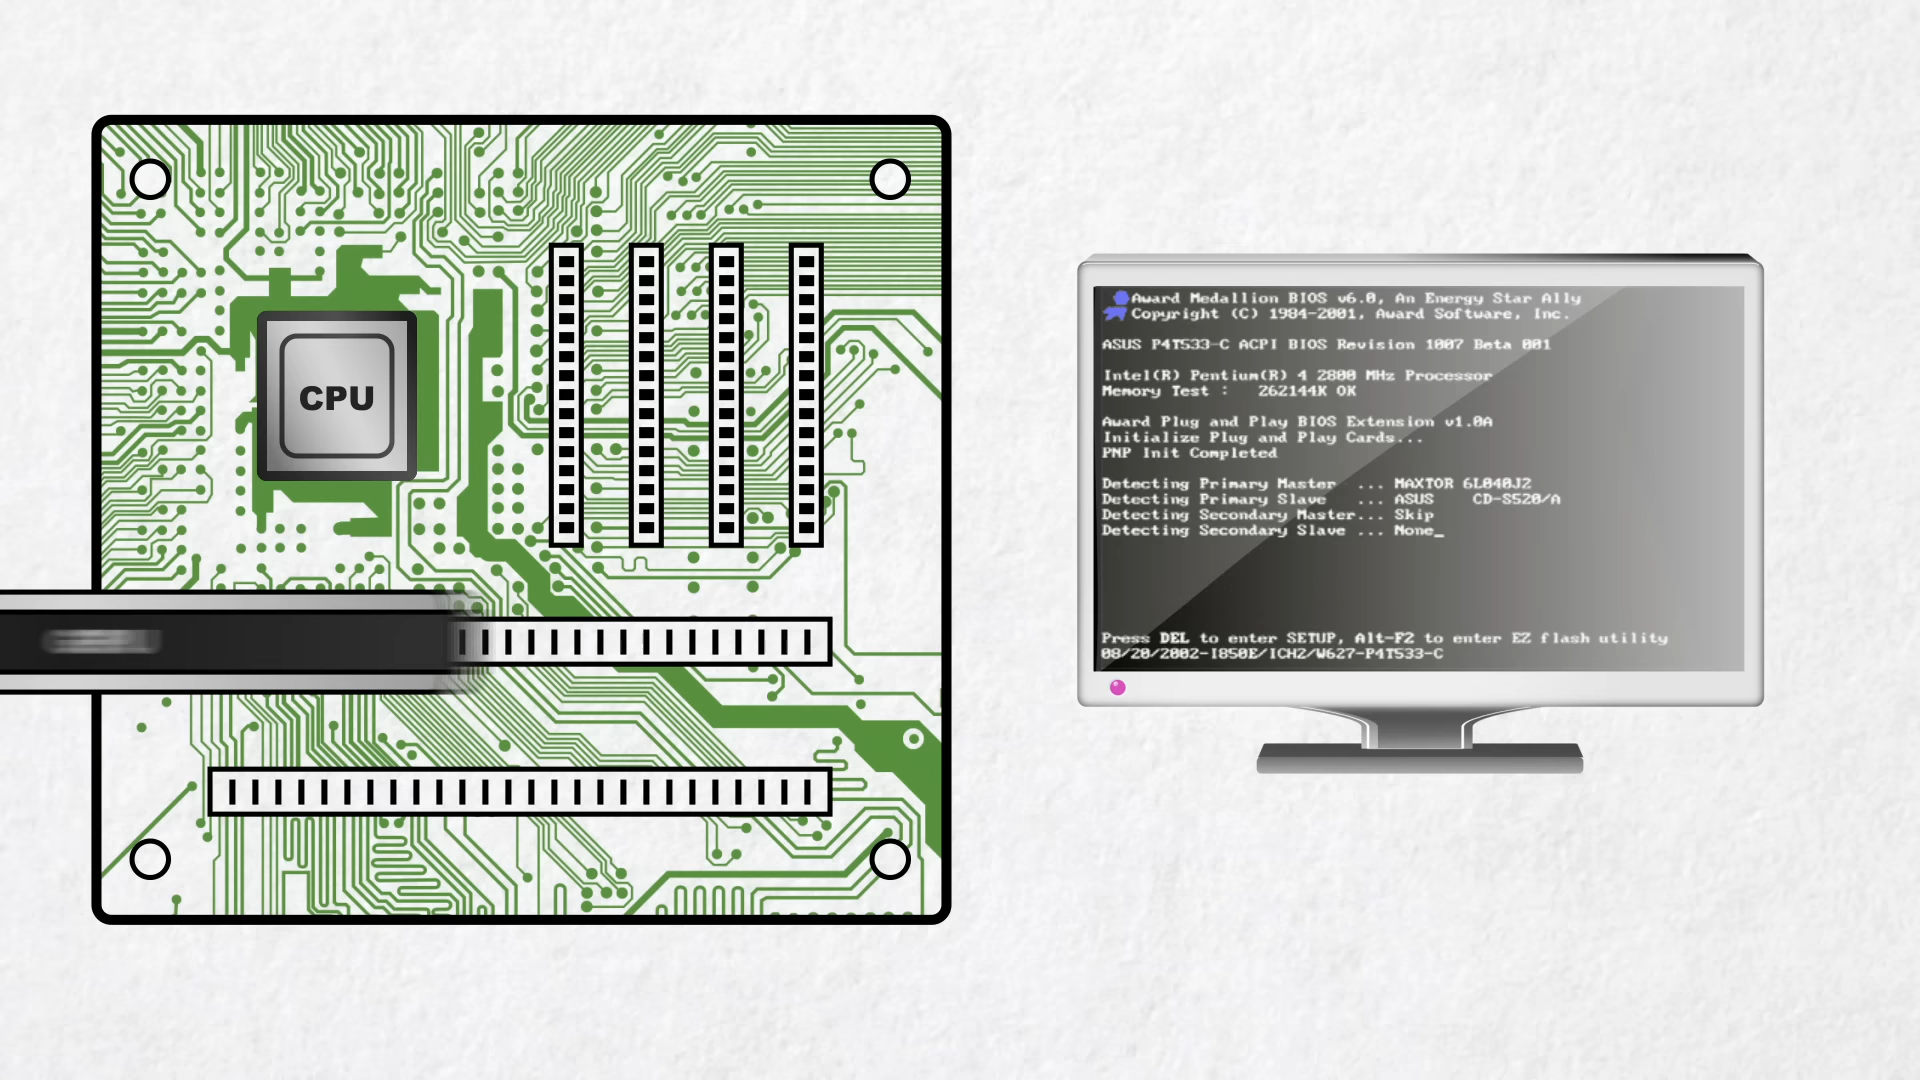 CPU
Award Medallion BIOS v6.0, An Energy Star Ally
Copyright (C) 1984-2001, Award Software, Inc.
ASUS P4T533-C ACPI BIOS Revision 1007 Beta 001
Intel(R) Pentium(R) 4 2800 MHz Processor
Memory Test : 262144K OK
Award Plug and Play BIOS Extension v1.0A
Initialize Plug and Play Cards...
PNP Init Completed
Detecting Primary Master ... MAXTOR 6L040J2
Detecting Primary Slave ... ASUS CD-S520/A
Detecting Secondary Master... Skip
Detecting Secondary Slave ... None_
Press DEL to enter SETUP, Alt-F2 to enter EZ flash utility
08/20/2002-I850E/ICH2/W627-P4T533-C